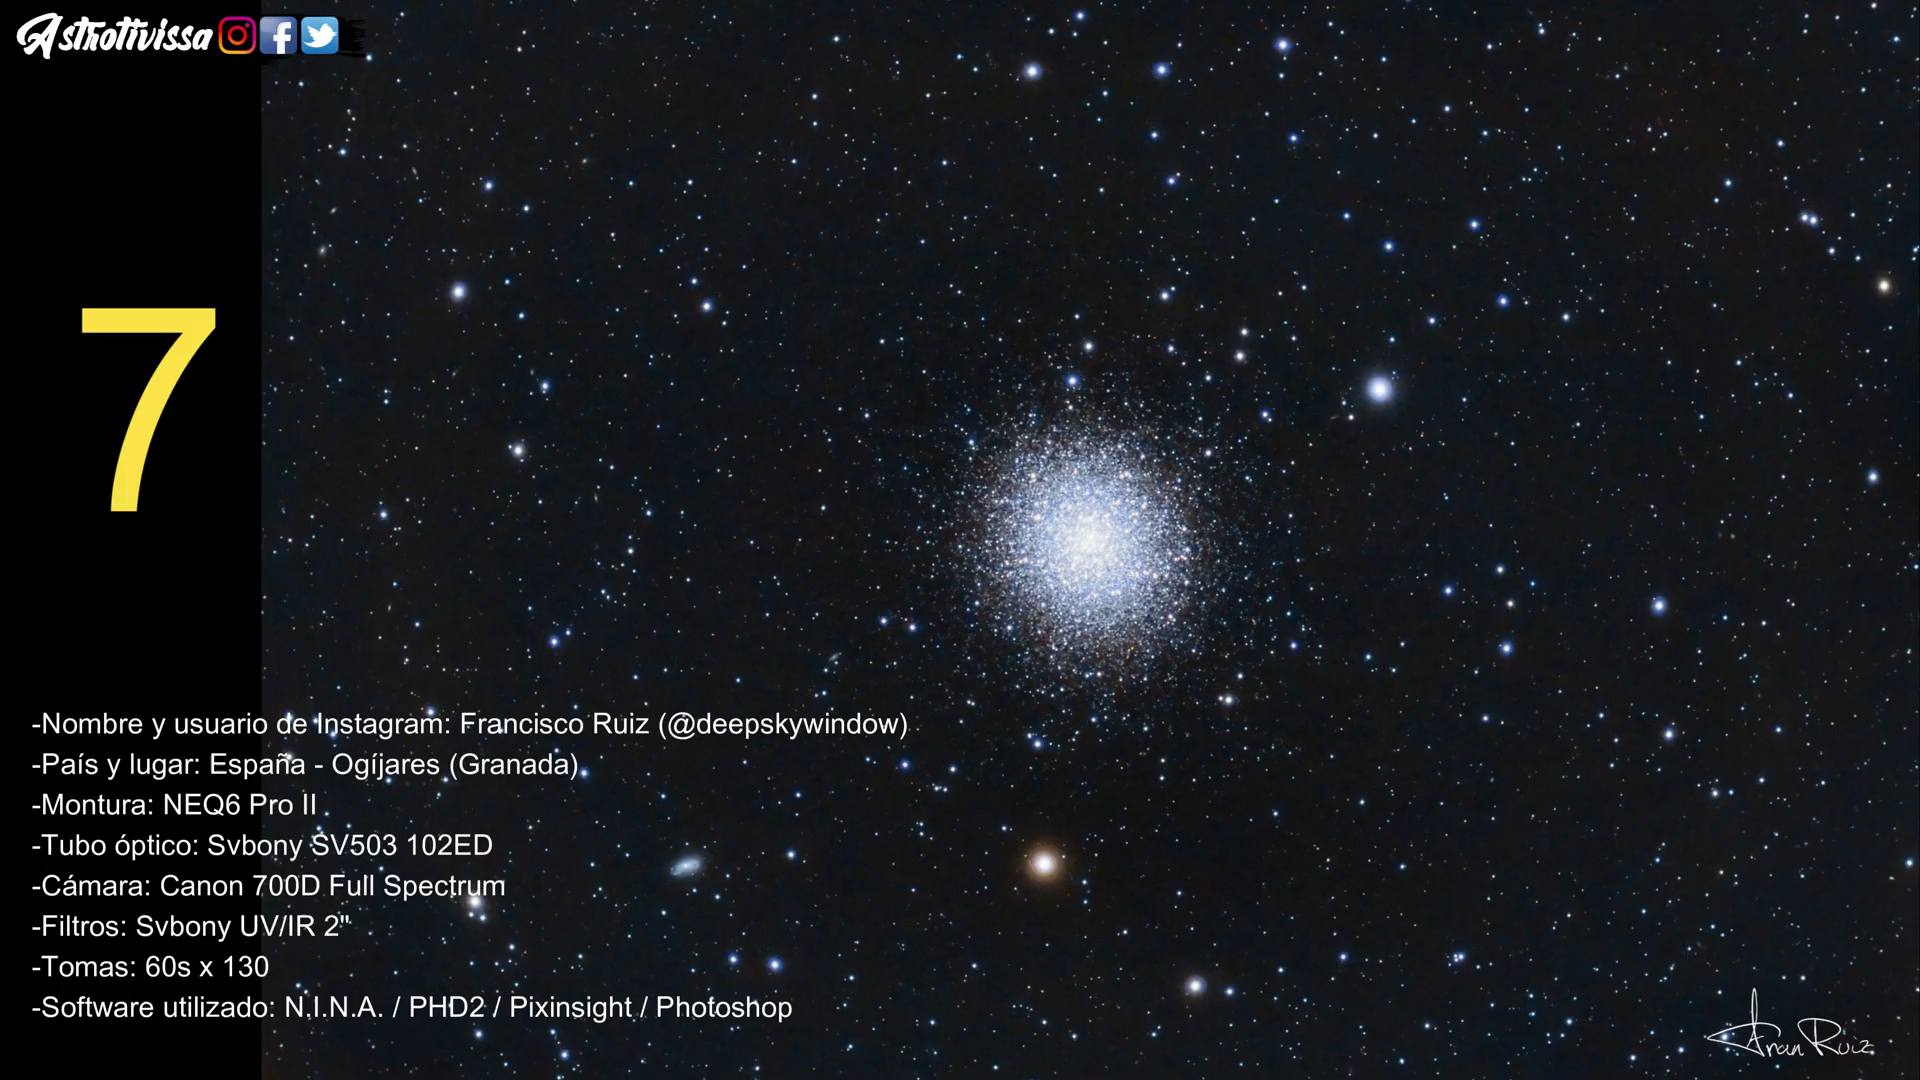 Astrotivissa
7
-Nombre y usuario de Instagram: Francisco Ruiz (@deepskywindow)
-País y lugar: España - Ogíjares (Granada)
-Montura: NEQ6 Pro II
-Tubo óptico: Svbony SV503 102ED
-Cámara: Canon 700D Full Spectrum
-Filtros: Svbony UV/IR 2"
-Tomas: 60s x 130
-Software utilizado: N.I.N.A. / PHD2 / Pixinsight / Photoshop
Fran Ruiz